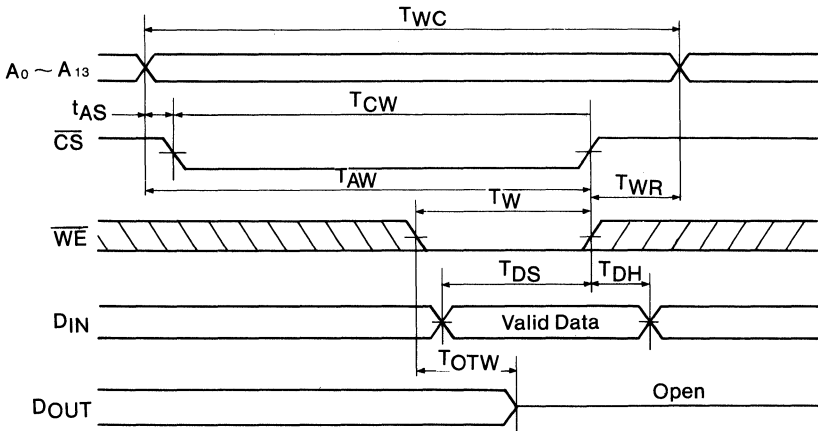 TWC
A0 ~ A13
tAS
TCW
CS
TAW
TWR
TW
WE
TDS
TDH
DIN
Valid Data
TOTW
DOUT
Open